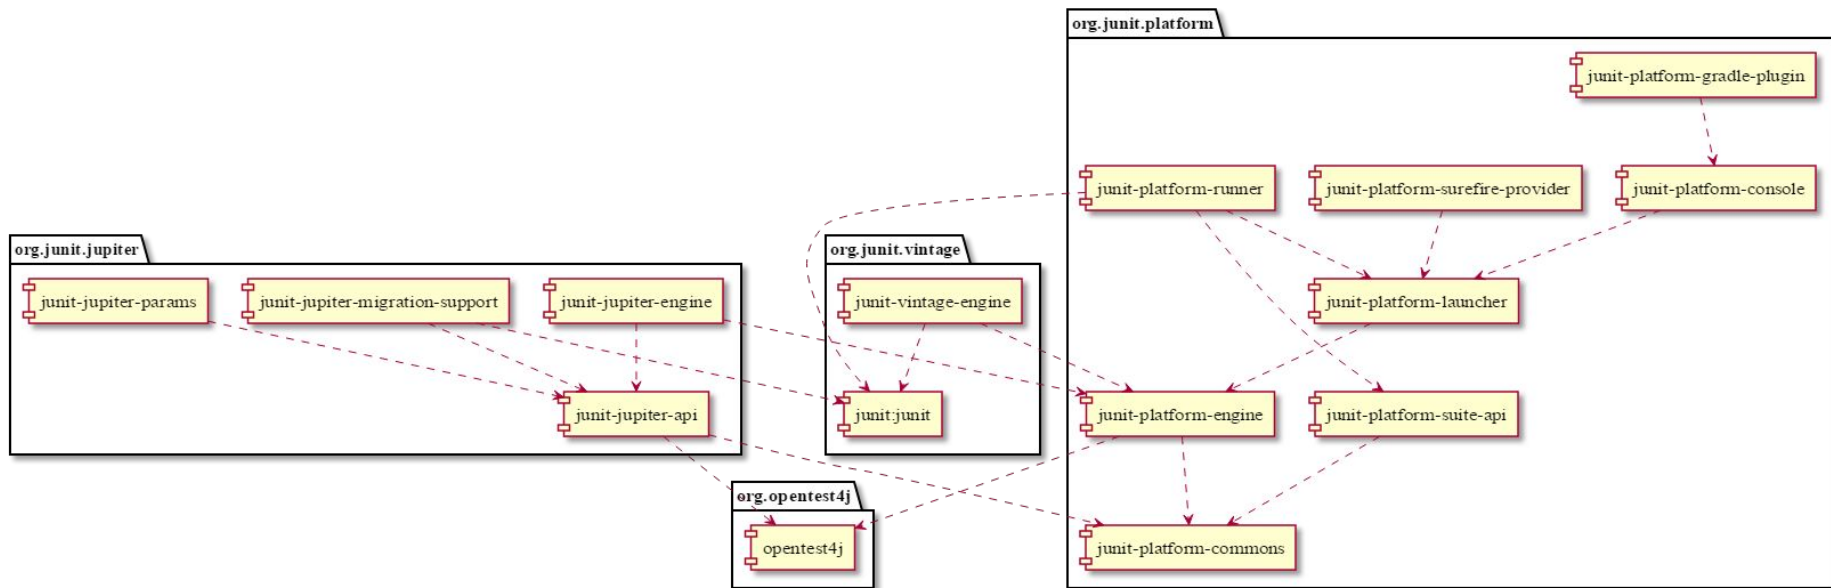 org.junit.platform
junit-platform-gradle-plugin
junit-platform-runner
junit-platform-surefire-provider
junit-platform-console
org.junit.jupiter
org.junit.vintage
junit-jupiter-params
junit-jupiter-migration-support
junit-jupiter-engine
junit-vintage-engine
junit-platform-launcher
junit-jupiter-api
junit:junit
junit-platform-engine
junit-platform-suite-api
org.opentest4j
opentest4j
junit-platform-commons